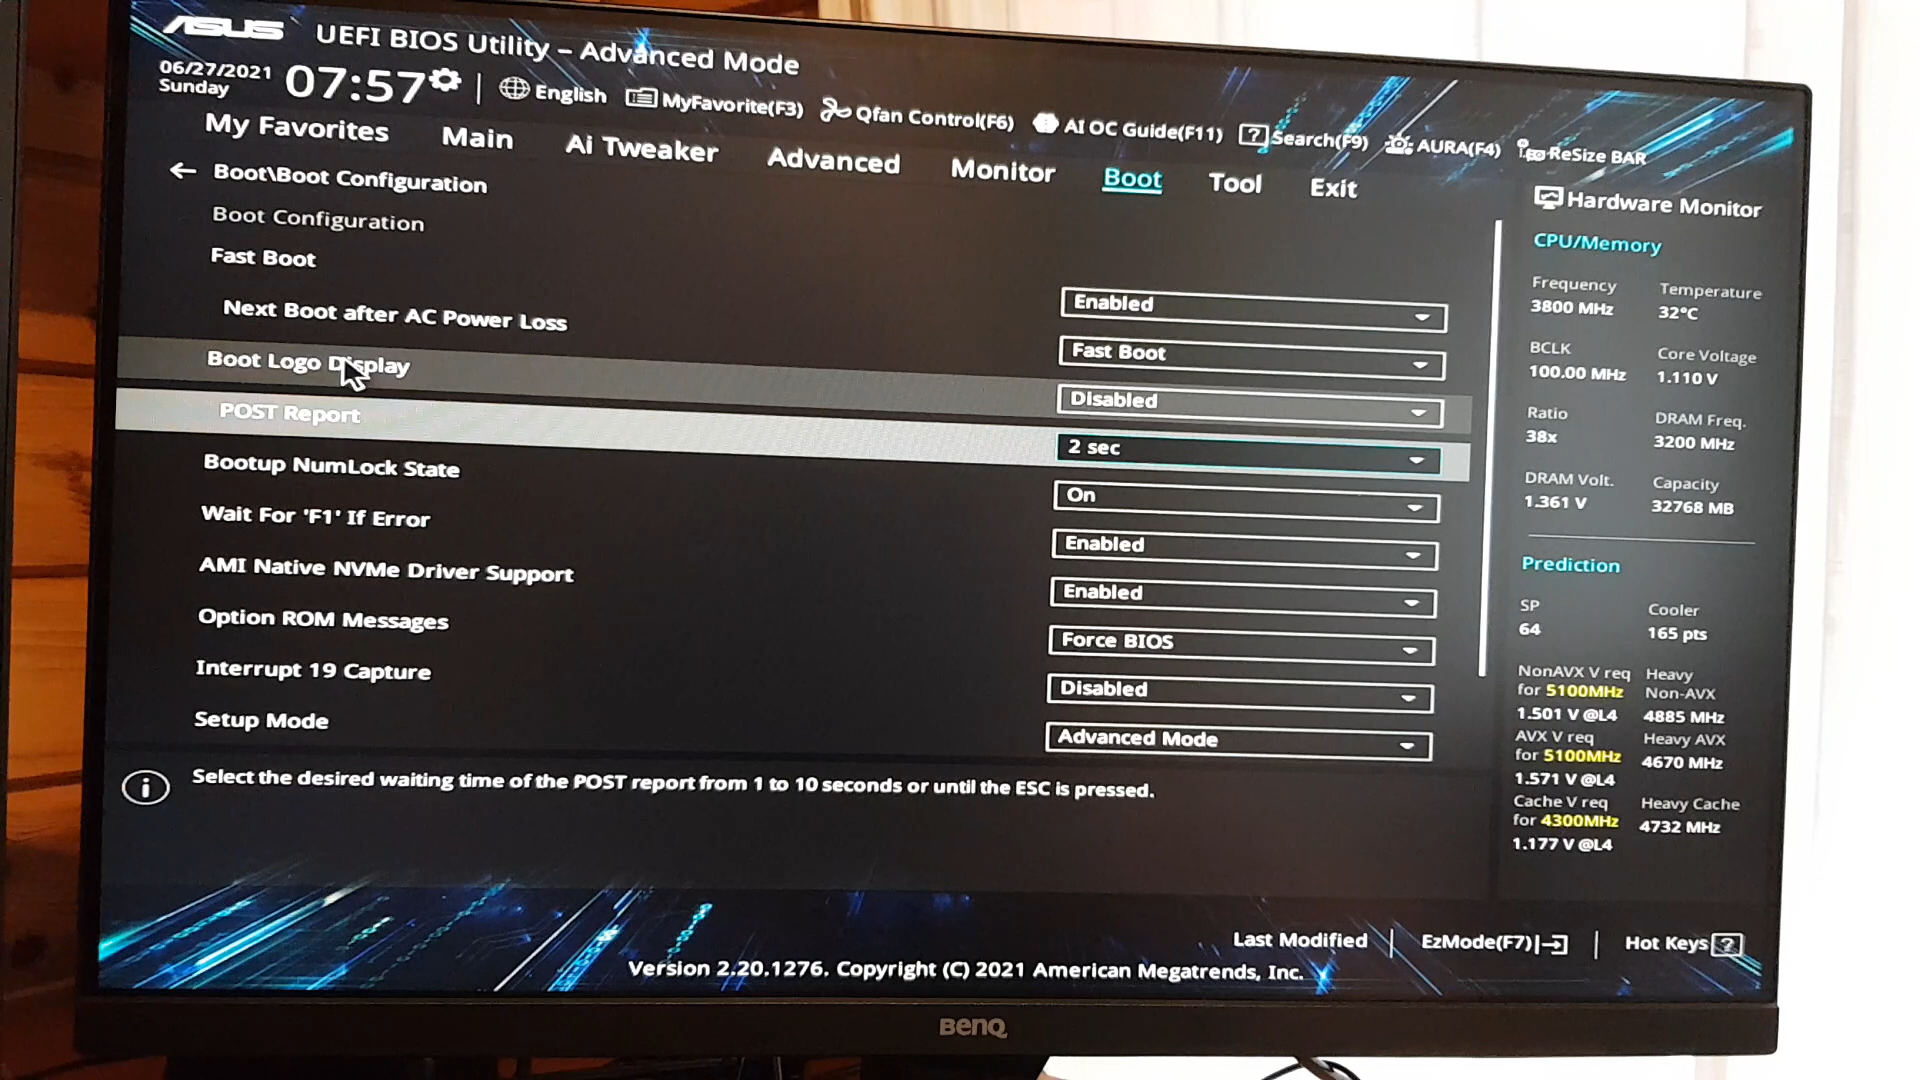 ASUS UEFI BIOS Utility – Advanced Mode
06/27/2021
Sunday
07:57
English MyFavorite(F3) Qfan Control(F6) AI OC Guide(F11) Search(F9) AURA(F4) ReSize BAR
My Favorites Main Ai Tweaker Advanced Monitor Boot Tool Exit
Boot\Boot Configuration
Boot Configuration
Fast Boot Enabled
Next Boot after AC Power Loss Fast Boot
Boot Logo Display Disabled
POST Report 2 sec
Bootup NumLock State On
Wait For 'F1' If Error Enabled
AMI Native NVMe Driver Support Enabled
Option ROM Messages Force BIOS
Interrupt 19 Capture Disabled
Setup Mode Advanced Mode
Select the desired waiting time of the POST report from 1 to 10 seconds or until the ESC is pressed.
Hardware Monitor
CPU/Memory
Frequency Temperature
3800 MHz 32°C
BCLK Core Voltage
100.00 MHz 1.110 V
Ratio DRAM Freq.
38x 3200 MHz
DRAM Volt. Capacity
1.361 V 32768 MB
Prediction
SP Cooler
64 165 pts
NonAVX V req Heavy
for 5100MHz Non-AVX
1.501 V @L4 4885 MHz
AVX V req Heavy AVX
for 5100MHz 4670 MHz
1.571 V @L4
Cache V req Heavy Cache
for 4300MHz 4732 MHz
1.177 V @L4
Last Modified EzMode(F7) Hot Keys ?
Version 2.20.1276. Copyright (C) 2021 American Megatrends, Inc.
BenQ